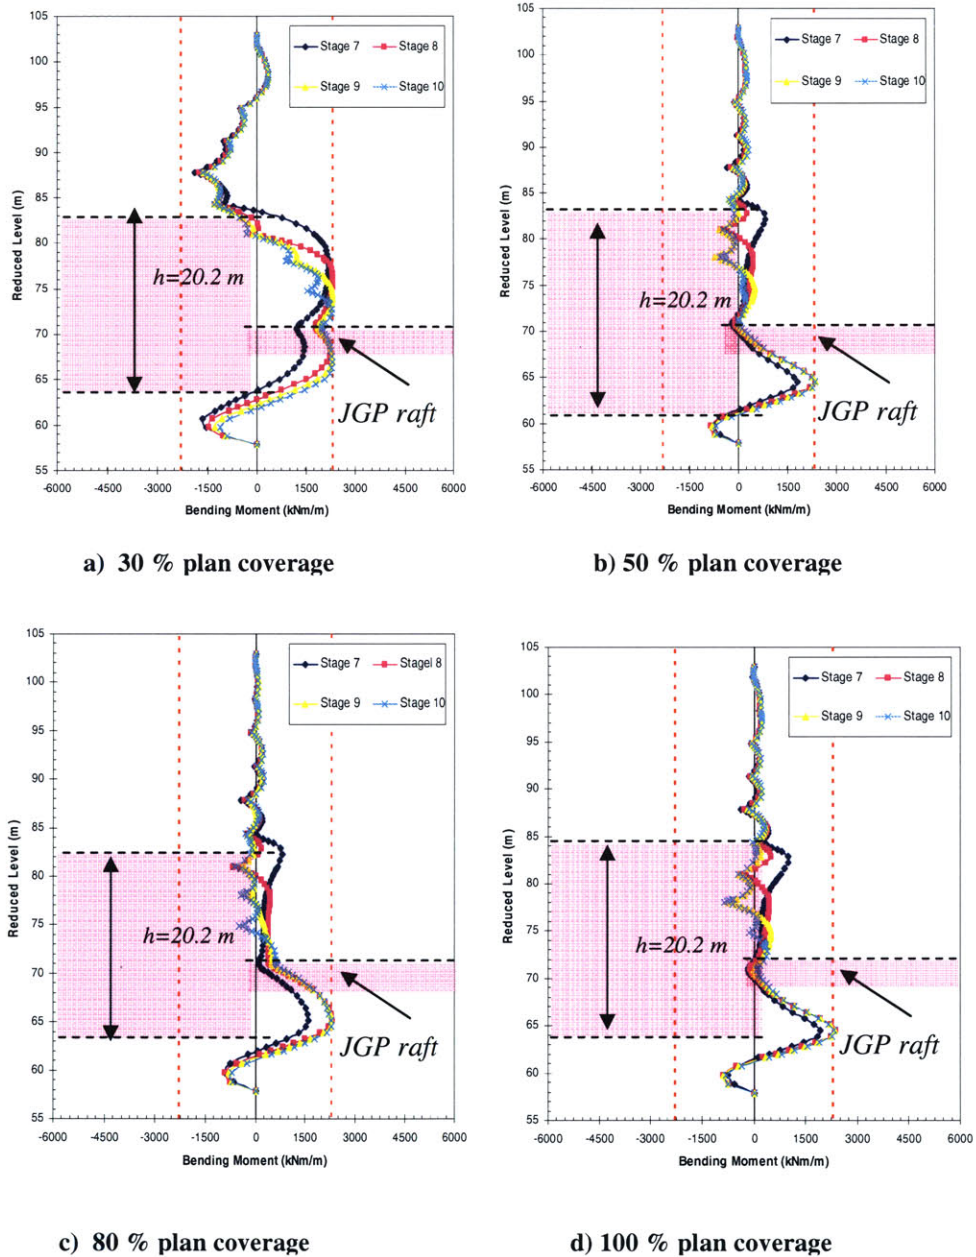 105
100
95
90
85
80
75
70
65
60
55
Reduced Level (m)
Stage 7 Stage 8
Stage 9 Stage 10
h=20.2 m
JGP raft
-6000 -4500 -3000 -1500 0 1500 3000 4500 6000
Bending Moment (kNm/m)
a) 30 % plan coverage
105
100
95
90
85
80
75
70
65
60
55
Reduced Level (m)
Stage 7 Stage 8
Stage 9 Stage 10
h=20.2 m
JGP raft
-6000 -4500 -3000 -1500 0 1500 3000 4500 6000
Bending Moment (kNm/m)
b) 50 % plan coverage
105
100
95
90
85
80
75
70
65
60
55
Reduced Level (m)
Stage 7 Stagel 8
Stage 9 Stage 10
h=20.2 m
JGP raft
-6000 -4500 -3000 -1500 0 1500 3000 4500 6000
Bending Moment (kNm/m)
c) 80 % plan coverage
105
100
95
90
85
80
75
70
65
60
55
Reduced Level (m)
Stage 7 Stage 8
Stage 9 Stage 10
h=20.2 m
JGP raft
-6000 -4500 -3000 -1500 0 1500 3000 4500 6000
Bending Moment (kNm/m)
d) 100 % plan coverage